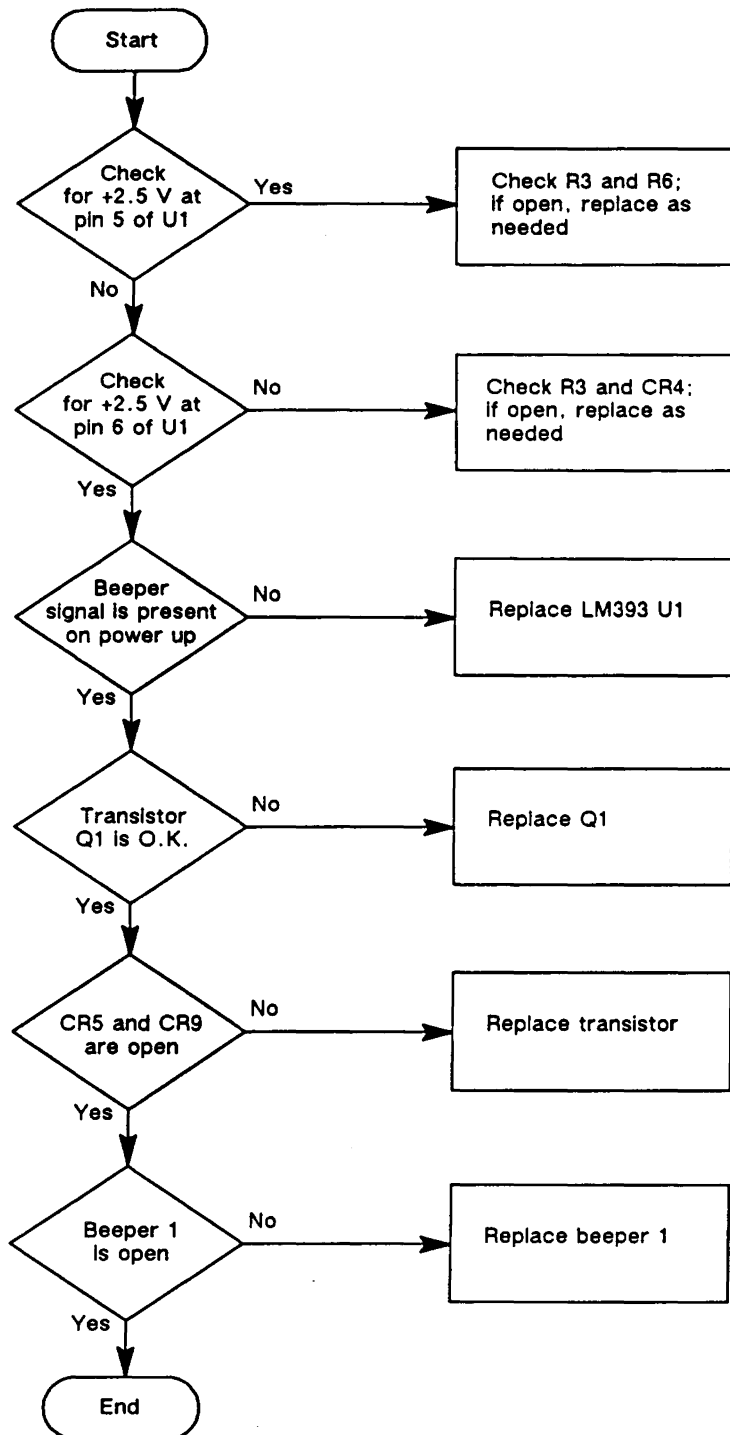 Start
Check
for +2.5 V at
pin 5 of U1
Yes
Check R3 and R6;
if open, replace as
needed
No
Check
for +2.5 V at
pin 6 of U1
No
Check R3 and CR4;
if open, replace as
needed
Yes
Beeper
signal is present
on power up
No
Replace LM393 U1
Yes
Transistor
Q1 is O.K.
No
Replace Q1
Yes
CR5 and CR9
are open
No
Replace transistor
Yes
Beeper 1
is open
No
Replace beeper 1
Yes
End